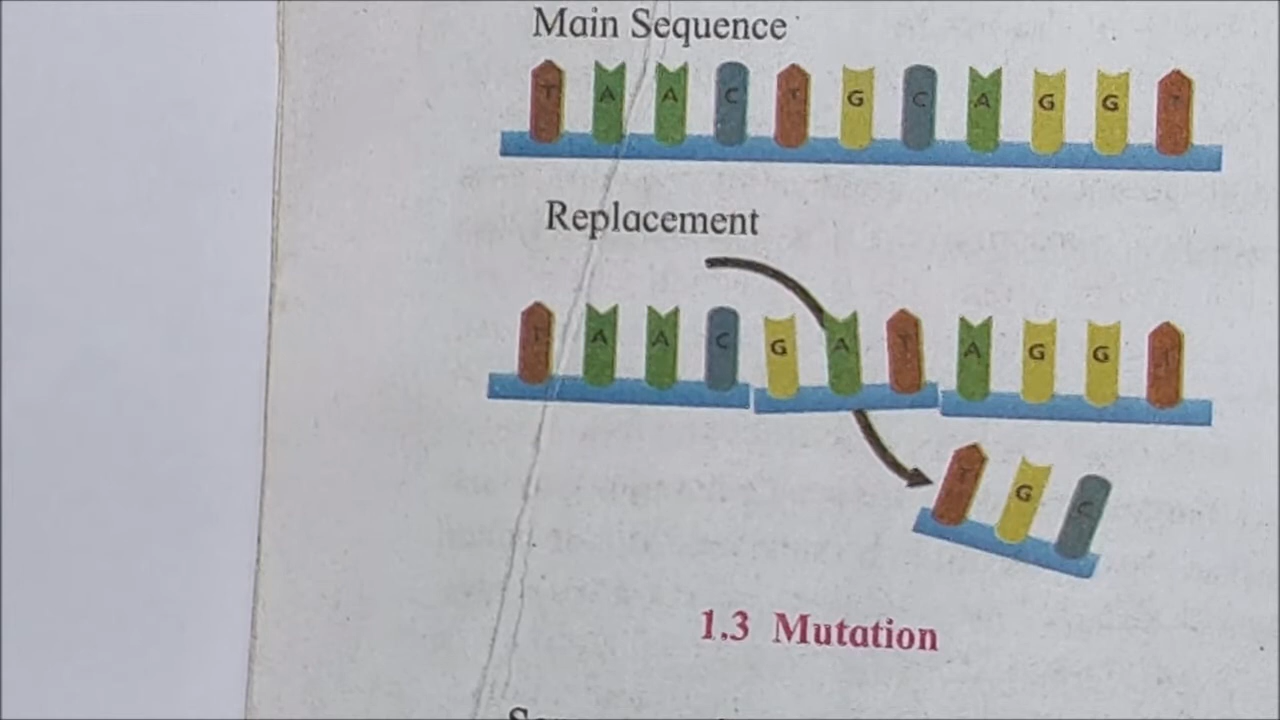 Main Sequence
T A A C T G C A G G T
Replacement
T A A C G A T A G G T
T G C
1.3 Mutation